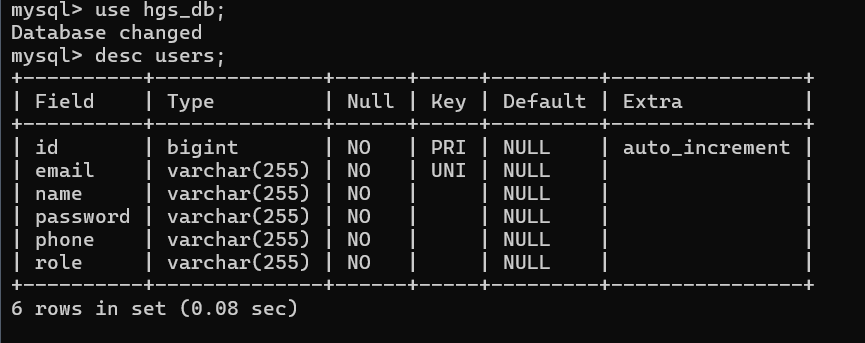 mysql> use hgs_db;
Database changed
mysql> desc users;
+----------+--------------+------+-----+---------+----------------+
| Field    | Type         | Null | Key | Default | Extra          |
+----------+--------------+------+-----+---------+----------------+
| id       | bigint       | NO   | PRI | NULL    | auto_increment |
| email    | varchar(255) | NO   | UNI | NULL    |                |
| name     | varchar(255) | NO   |     | NULL    |                |
| password | varchar(255) | NO   |     | NULL    |                |
| phone    | varchar(255) | NO   |     | NULL    |                |
| role     | varchar(255) | NO   |     | NULL    |                |
+----------+--------------+------+-----+---------+----------------+
6 rows in set (0.08 sec)